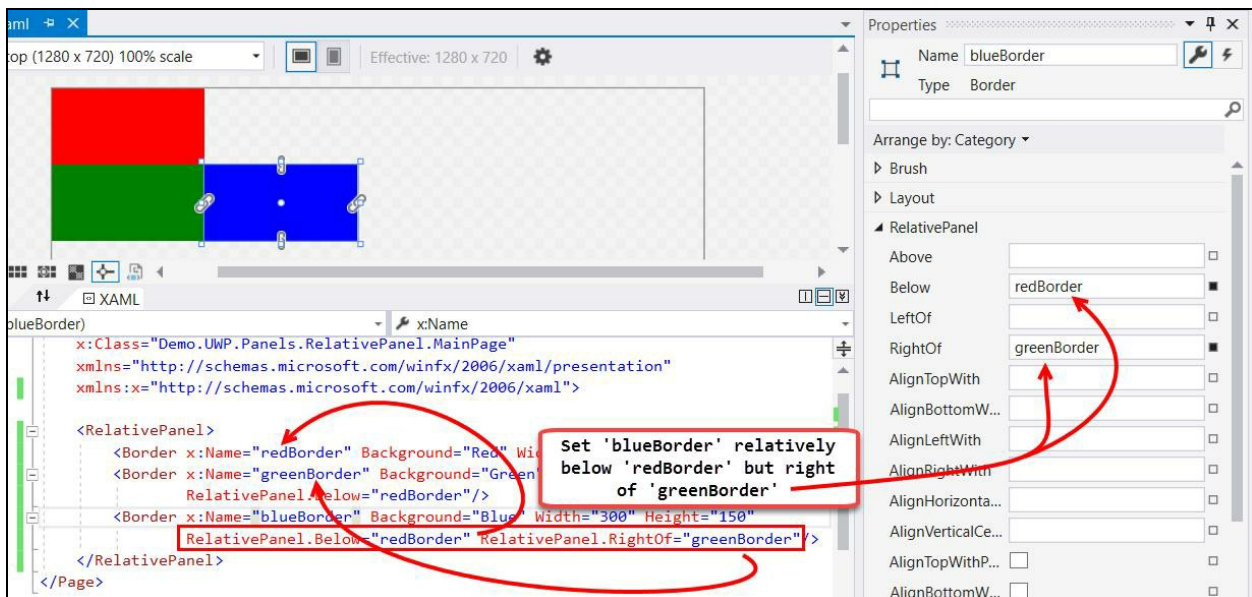 aml
top (1280 x 720) 100% scale
Effective: 1280 x 720
XAML
blueBorder)
x:Name
x:Class="Demo.UWP.Panels.RelativePanel.MainPage"
xmlns="http://schemas.microsoft.com/winfx/2006/xaml/presentation"
xmlns:x="http://schemas.microsoft.com/winfx/2006/xaml">
<RelativePanel>
<Border x:Name="redBorder" Background="Red"
<Border x:Name="greenBorder" Background="Green"
RelativePanel.Below="redBorder"/>
<Border x:Name="blueBorder" Background="Blue" Width="300" Height="150"
RelativePanel.Below="redBorder" RelativePanel.RightOf="greenBorder"/>
</RelativePanel>
</Page>
Set 'blueBorder' relatively
below 'redBorder' but right
of 'greenBorder'
Properties
Name blueBorder
Type Border
Arrange by: Category
Brush
Layout
RelativePanel
Above
Below redBorder
LeftOf
RightOf greenBorder
AlignTopWith
AlignBottomW...
AlignLeftWith
AlignRightWith
AlignHorizonta...
AlignVerticalCe...
AlignTopWithP...
AlignBottomW...